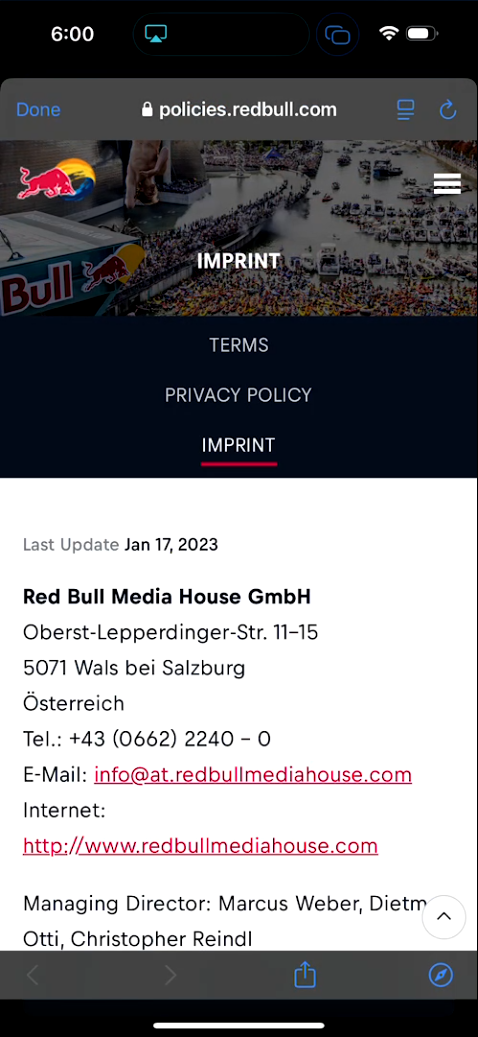 6:00
Done
policies.redbull.com
Bull
IMPRINT
TERMS
PRIVACY POLICY
IMPRINT
Last Update Jan 17, 2023
Red Bull Media House GmbH
Oberst-Lepperdinger-Str. 11–15
5071 Wals bei Salzburg
Österreich
Tel.: +43 (0662) 2240 – 0
E-Mail: info@at.redbullmediahouse.com
Internet:
http://www.redbullmediahouse.com
Managing Director: Marcus Weber, Dietm
Otti, Christopher Reindl